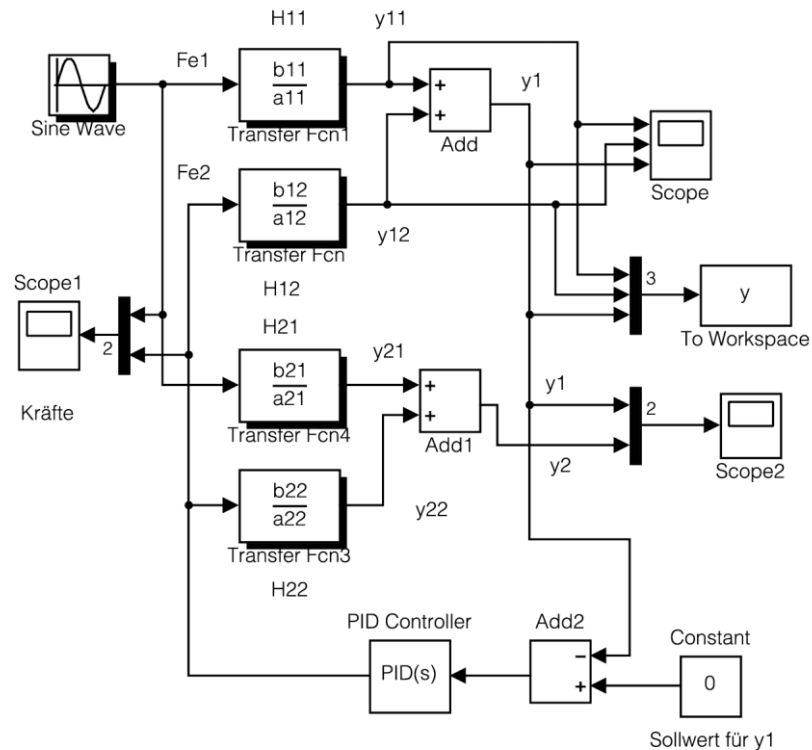 H11
y11
Fe1
b11
a11
y1
Sine Wave
Transfer Fcn1
Add
Scope
Fe2
b12
a12
y12
Transfer Fcn
H12
3
y
To Workspace
Scope1
2
Kräfte
H21
y21
b21
a21
Transfer Fcn4
Add1
y1
2
y2
Scope2
b22
a22
y22
Transfer Fcn3
H22
PID Controller
PID(s)
Add2
Constant
0
Sollwert für y1
+
+
+
+
−
+